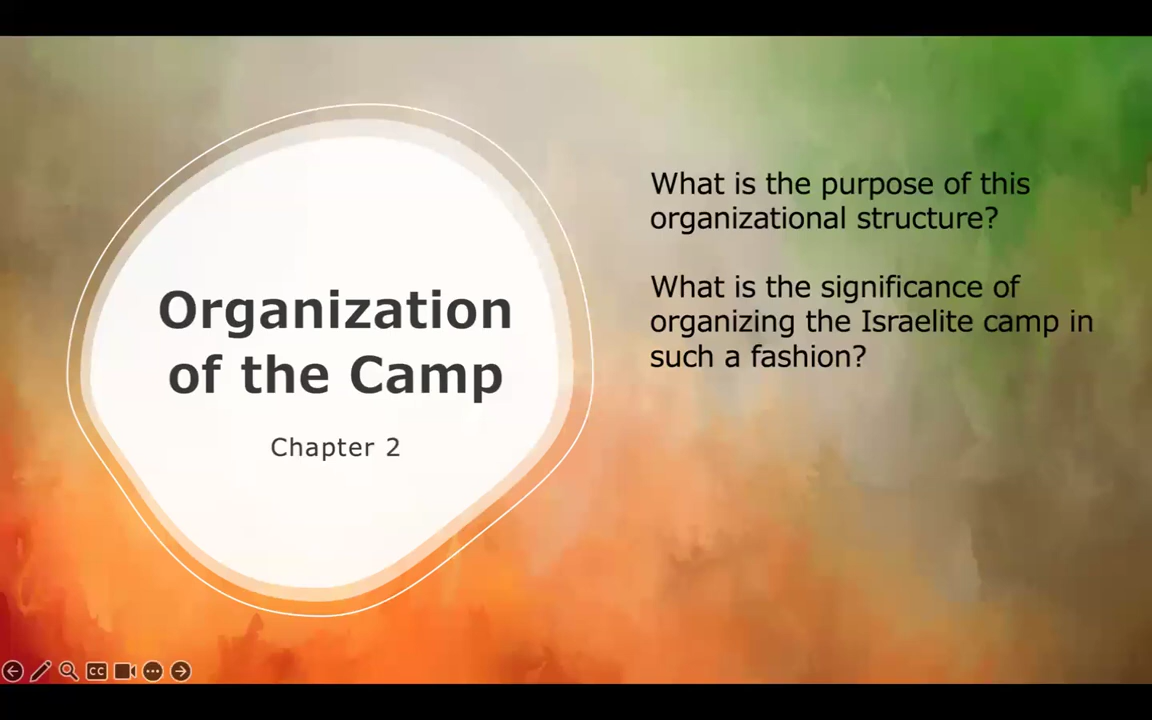 Organization
of the Camp
Chapter 2
What is the purpose of this
organizational structure?
What is the significance of
organizing the Israelite camp in
such a fashion?
CC